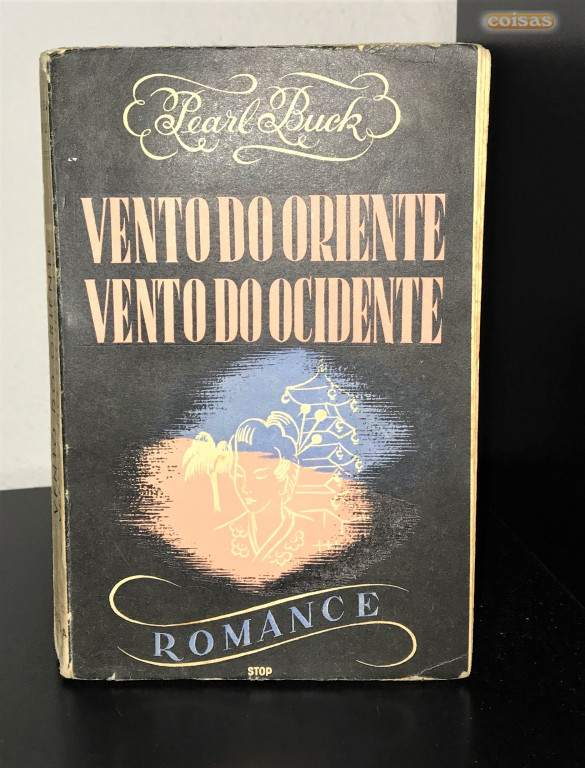 coisas
Pearl Buck
VENTO DO ORIENTE
VENTO DO OCIDENTE
ROMANCE
STOP